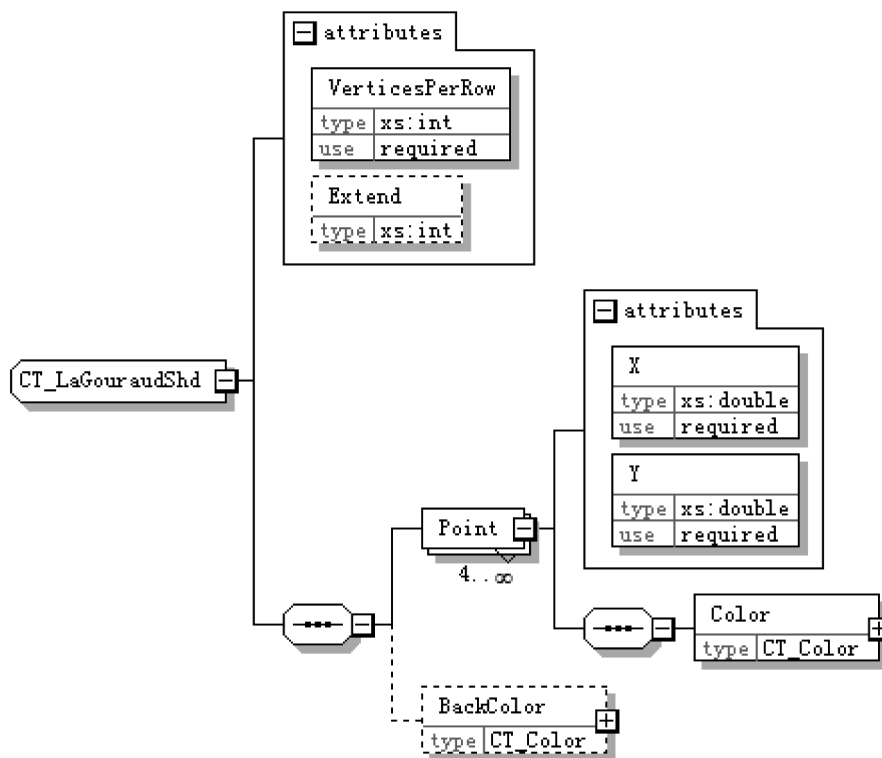 attributes
VerticesPerRow
type xs:int
use required
Extend
type xs:int
attributes
X
type xs:double
use required
Y
type xs:double
use required
CT_LaGouraudShd
Point
4..∞
Color
type CT_Color
BackColor
type CT_Color